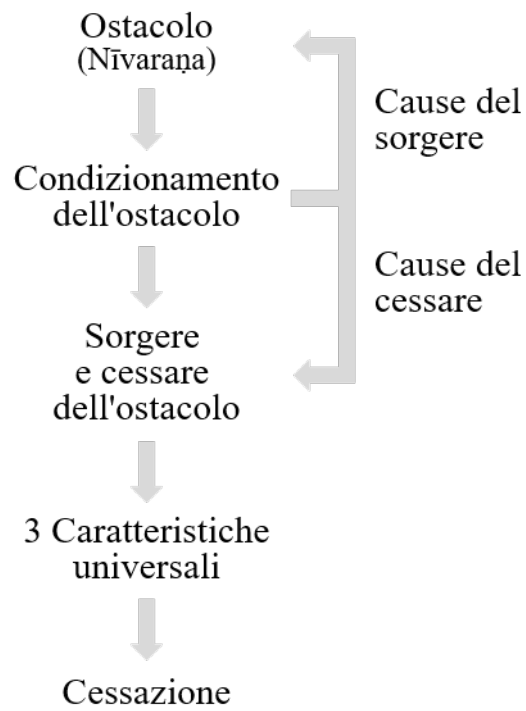 Ostacolo
(Nīvaraṇa)
Cause del
sorgere
Condizionamento
dell'ostacolo
Cause del
cessare
Sorgere
e cessare
dell'ostacolo
3 Caratteristiche
universali
Cessazione